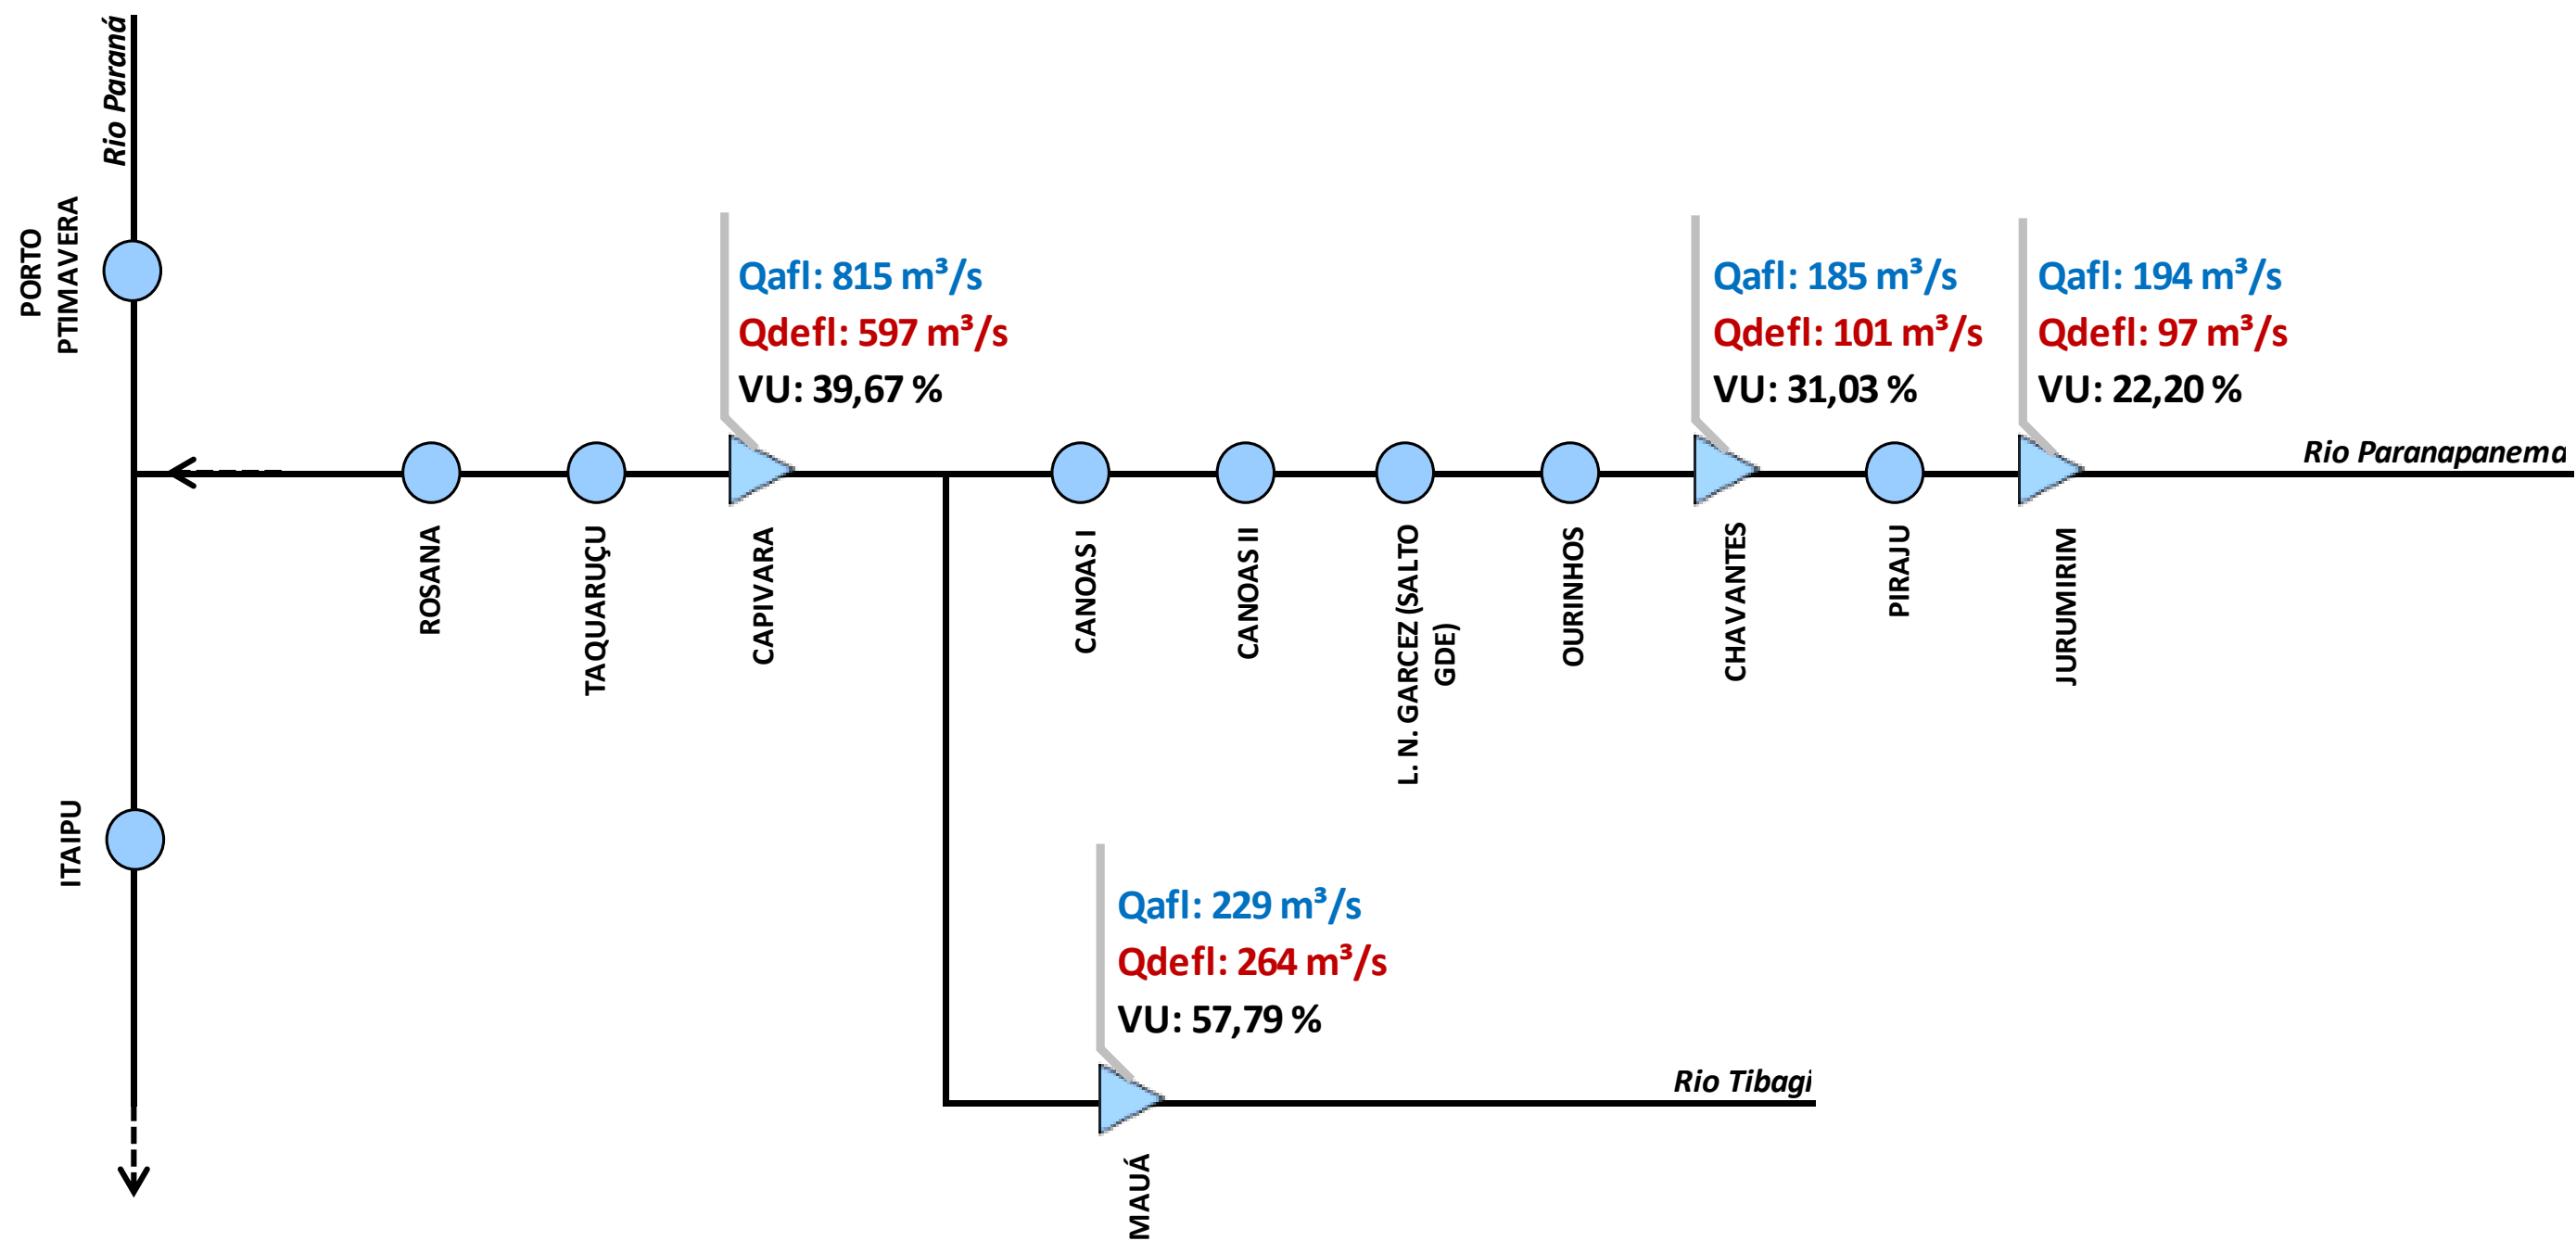 Rio Paraná
PORTO
PTIMAVERA
Qafl: 815 m³/s
Qdefl: 597 m³/s
VU: 39,67 %
Qafl: 185 m³/s
Qdefl: 101 m³/s
VU: 31,03 %
Qafl: 194 m³/s
Qdefl: 97 m³/s
VU: 22,20 %
Rio Paranapanema
ROSANA
TAQUARUÇU
CAPIVARA
CANOAS I
CANOAS II
L. N. GARCEZ (SALTO
GDE)
OURINHOS
CHAVANTES
PIRAJU
JURUMIRIM
ITAIPU
Qafl: 229 m³/s
Qdefl: 264 m³/s
VU: 57,79 %
Rio Tibagi
MAUÁ